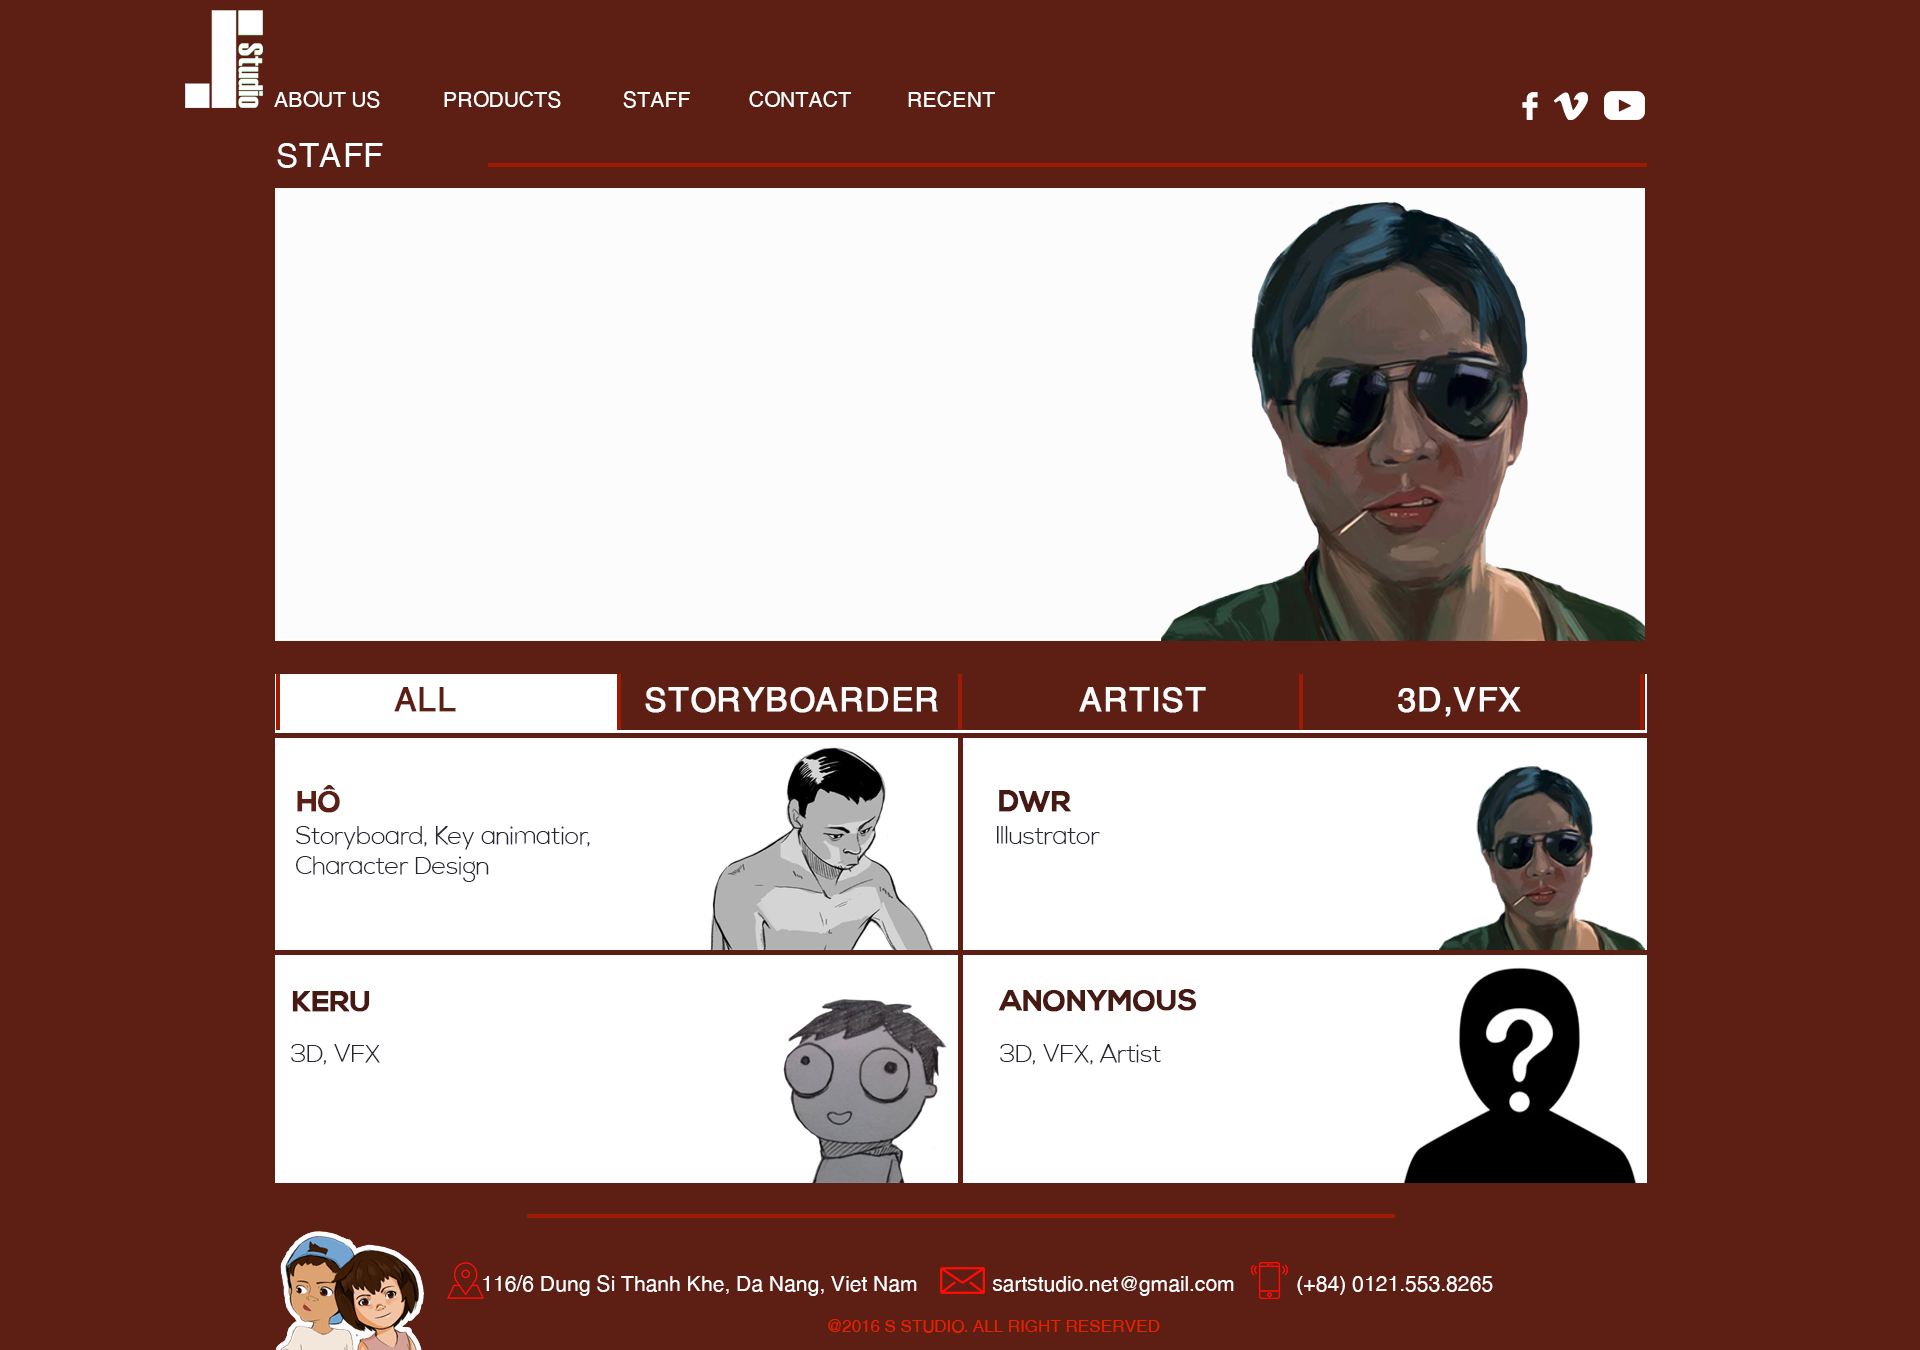 Studio
ABOUT US PRODUCTS STAFF CONTACT RECENT
STAFF
ALL STORYBOARDER ARTIST 3D,VFX
HÔ
Storyboard, Key animatior,
Character Design
DWR
Illustrator
KERU
3D, VFX
ANONYMOUS
3D, VFX, Artist
116/6 Dung Si Thanh Khe, Da Nang, Viet Nam sartstudio.net@gmail.com (+84) 0121.553.8265
@2016 S STUDIO. ALL RIGHT RESERVED